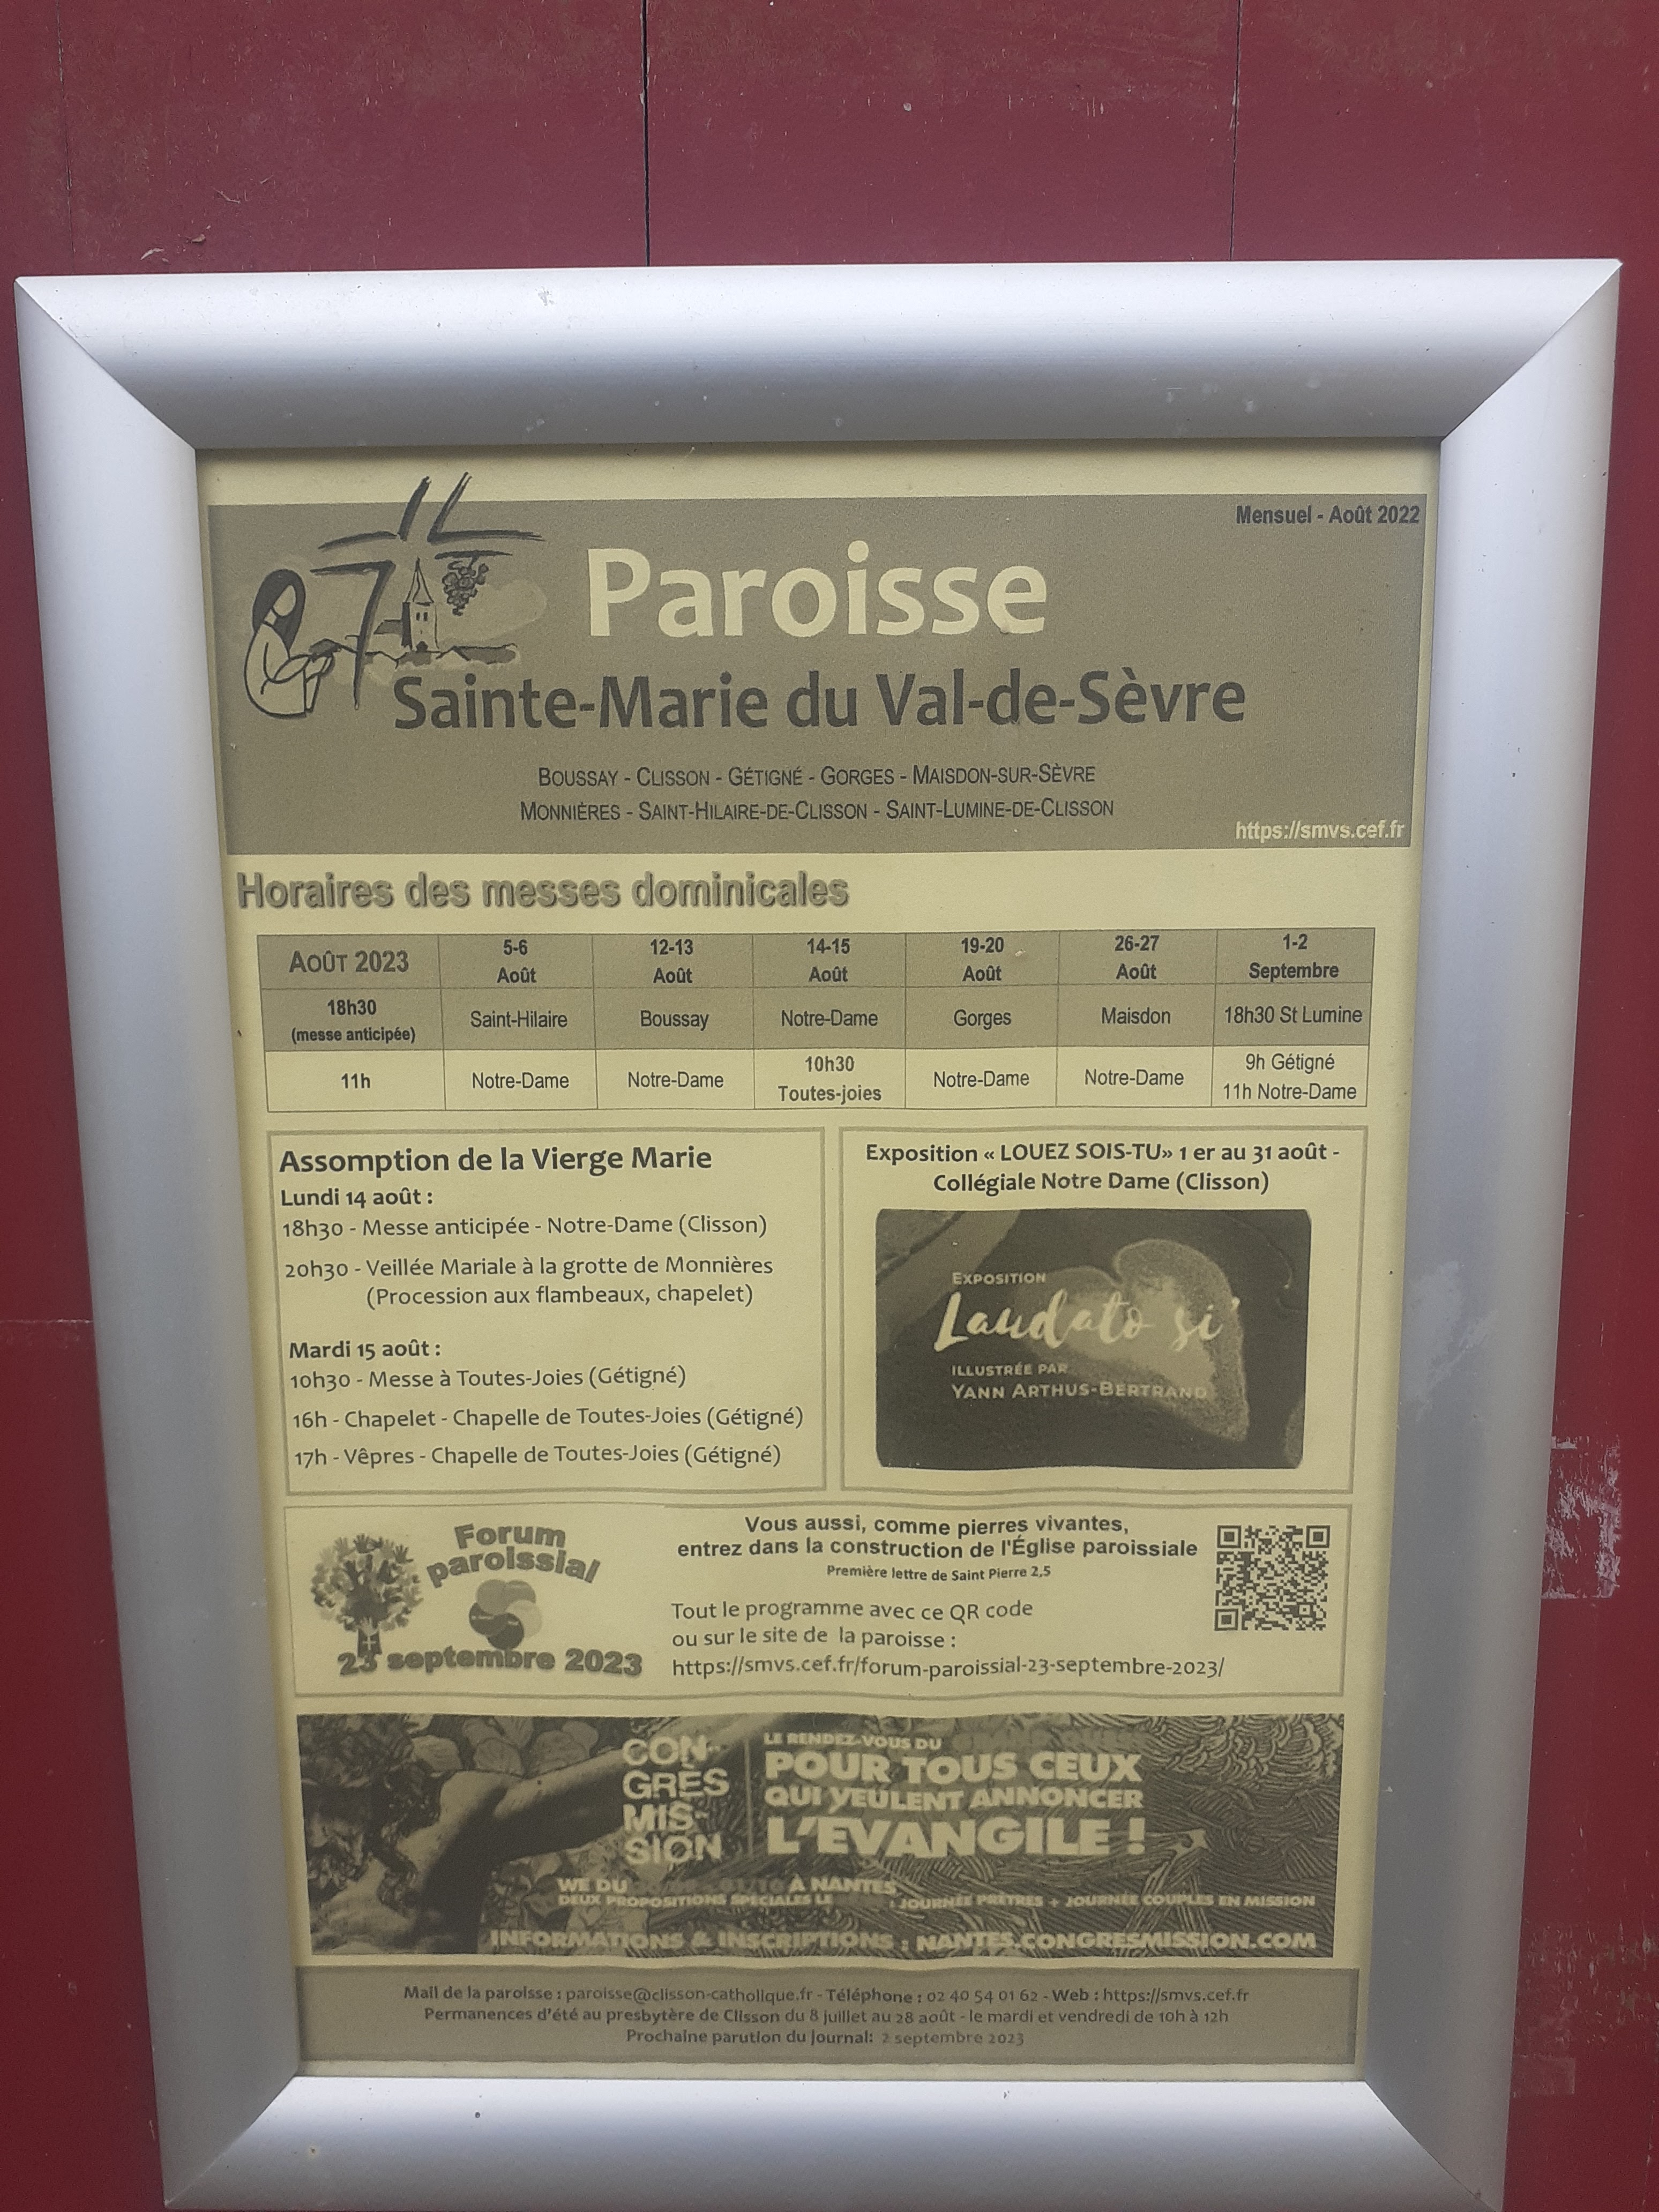 Mensuel - Août 2022
Paroisse
Sainte-Marie du Val-de-Sèvre
BOUSSAY - CLISSON - GÉTIGNÉ - GORGES - MAISDON-SUR-SÈVRE
MONNIÈRES - SAINT-HILAIRE-DE-CLISSON - SAINT-LUMINE-DE-CLISSON
https://smvs.cef.fr
Horaires des messes dominicales
AOÛT 2023
5-6
Août
12-13
Août
14-15
Août
19-20
Août
26-27
Août
1-2
Septembre
18h30
(messe anticipée)
Saint-Hilaire
Boussay
Notre-Dame
Gorges
Maisdon
18h30 St Lumine
11h
Notre-Dame
Notre-Dame
10h30
Toutes-joies
Notre-Dame
Notre-Dame
9h Gétigné
11h Notre-Dame
Assomption de la Vierge Marie
Lundi 14 août :
18h30 - Messe anticipée - Notre-Dame (Clisson)
20h30 - Veillée Mariale à la grotte de Monnières
(Procession aux flambeaux, chapelet)
Mardi 15 août :
10h30 - Messe à Toutes-Joies (Gétigné)
16h - Chapelet - Chapelle de Toutes-Joies (Gétigné)
17h - Vêpres - Chapelle de Toutes-Joies (Gétigné)
Exposition « LOUEZ SOIS-TU» 1 er au 31 août -
Collégiale Notre Dame (Clisson)
EXPOSITION
Laudato si'
ILLUSTRÉE PAR
YANN ARTHUS-BERTRAND
Forum
paroissial
23 septembre 2023
Vous aussi, comme pierres vivantes,
entrez dans la construction de l'Église paroissiale
Première lettre de Saint Pierre 2,5
Tout le programme avec ce QR code
ou sur le site de la paroisse :
https://smvs.cef.fr/forum-paroissial-23-septembre-2023/
CON-
GRÈS
MIS-
SION
LE RENDEZ-VOUS DU
POUR TOUS CEUX
QUI VEULENT ANNONCER
L'EVANGILE !
WE DU 01/10 À NANTES
DEUX PROPOSITIONS SPÉCIALES LE : JOURNÉE PRÊTRES + JOURNÉE COUPLES EN MISSION
INFORMATIONS & INSCRIPTIONS : NANTES.CONGRESMISSION.COM
Mail de la paroisse : paroisse@clisson-catholique.fr - Téléphone : 02 40 54 01 62 - Web : https://smvs.cef.fr
Permanences d'été au presbytère de Clisson du 8 juillet au 28 août - le mardi et vendredi de 10h à 12h
Prochaine parution du journal: 2 septembre 2023